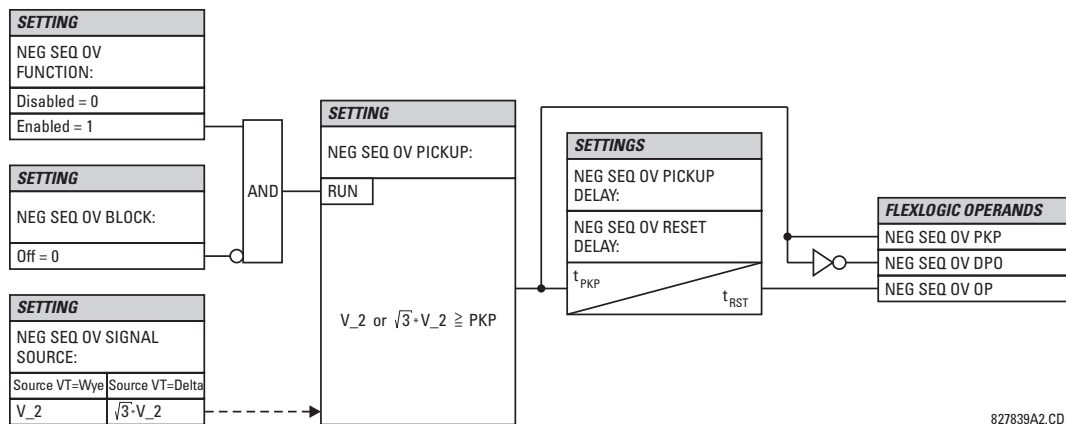 SETTING
NEG SEQ OV
FUNCTION:
Disabled = 0
Enabled = 1
SETTING
NEG SEQ OV BLOCK:
Off = 0
SETTING
NEG SEQ OV SIGNAL
SOURCE:
Source VT=Wye Source VT=Delta
V_2 √3*V_2
AND
SETTING
NEG SEQ OV PICKUP:
RUN
V_2 or √3*V_2 ≧ PKP
SETTINGS
NEG SEQ OV PICKUP
DELAY:
NEG SEQ OV RESET
DELAY:
tPKP
tRST
FLEXLOGIC OPERANDS
NEG SEQ OV PKP
NEG SEQ OV DPO
NEG SEQ OV OP
827839A2.CD